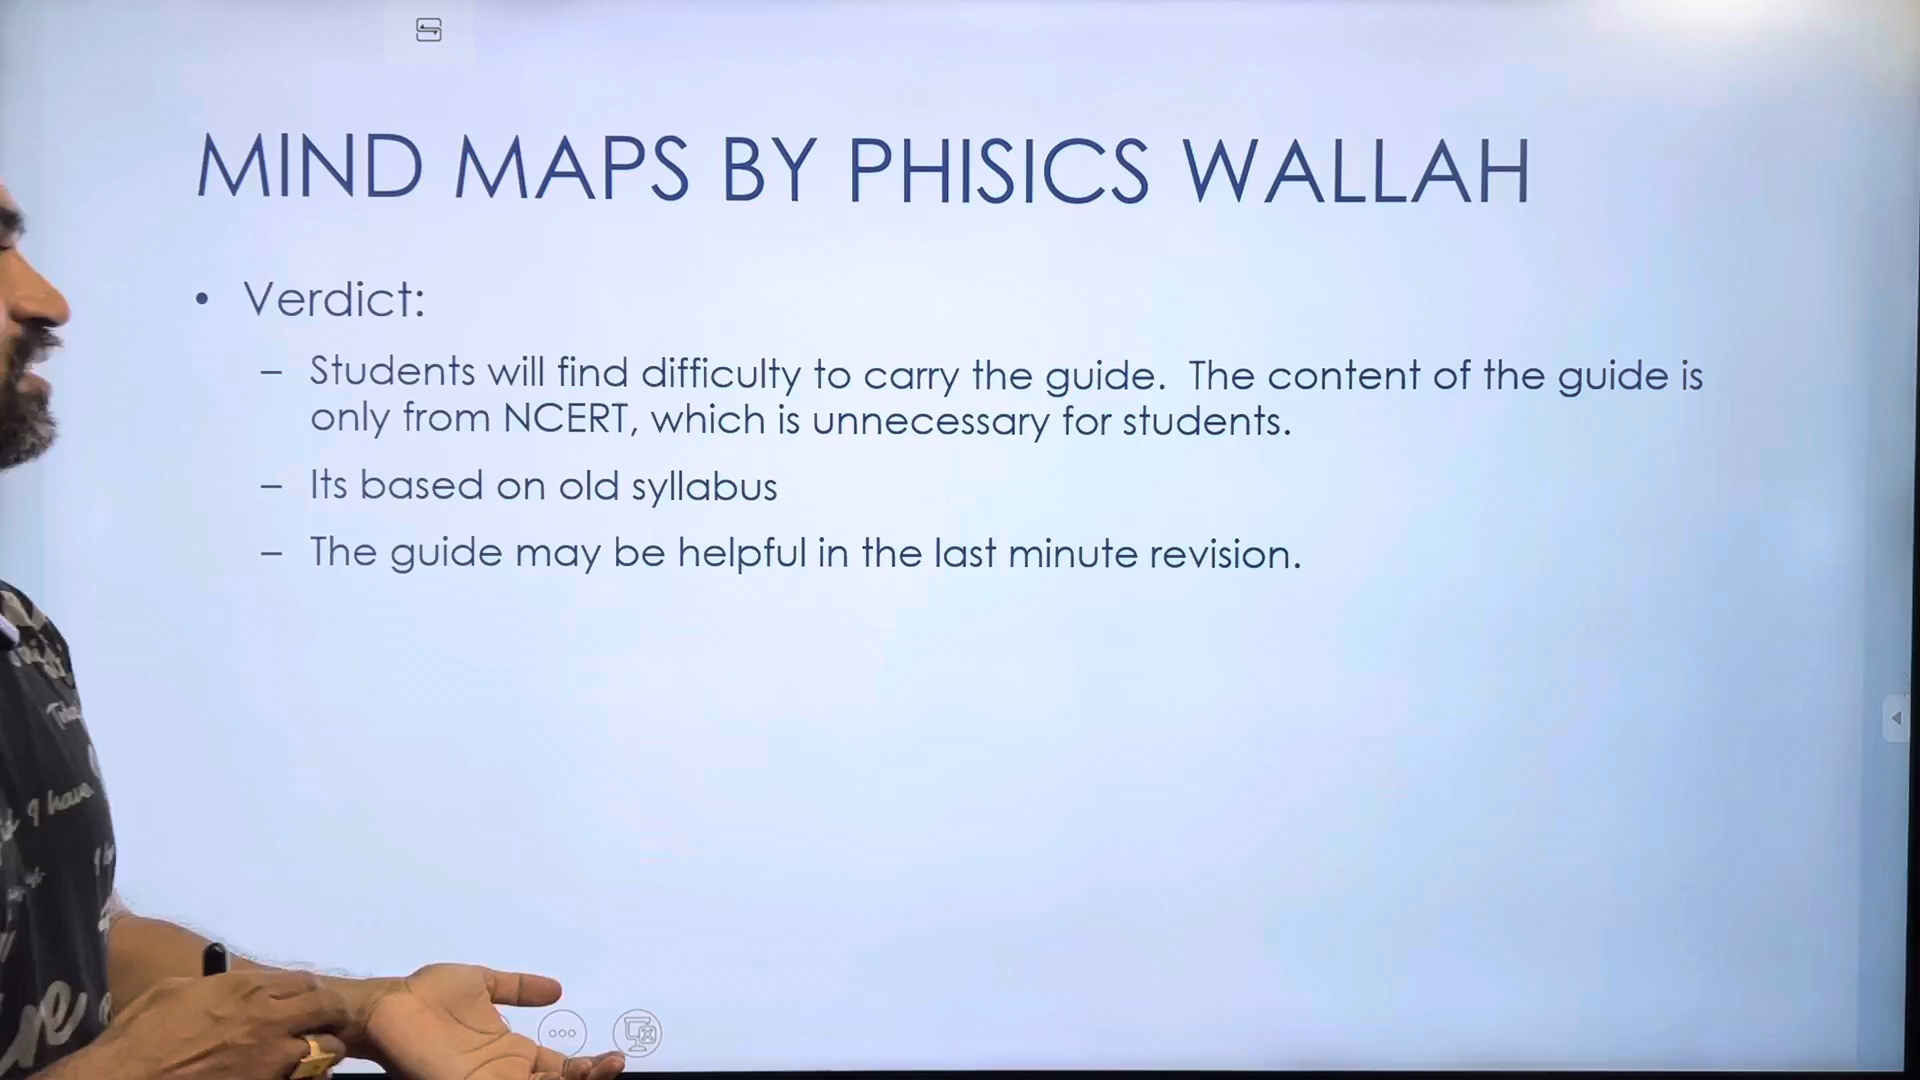 MIND MAPS BY PHISICS WALLAH
• Verdict:
– Students will find difficulty to carry the guide. The content of the guide is
only from NCERT, which is unnecessary for students.
– Its based on old syllabus
– The guide may be helpful in the last minute revision.
I have